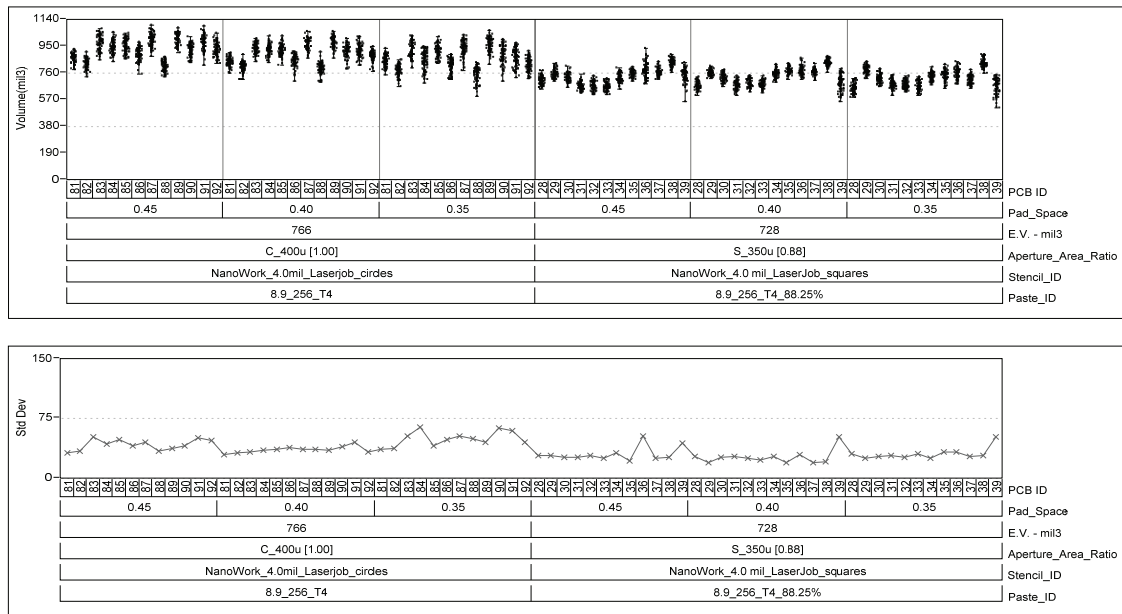 1140
950
760
570
380
190
0
Volume(mil3)
81 82 83 84 85 86 87 88 89 90 91 92 81 82 83 84 85 86 87 88 89 90 91 92 81 82 83 84 85 86 87 88 89 90 91 92 28 29 30 31 32 33 34 35 36 37 38 39 28 29 30 31 32 33 34 35 36 37 38 39 28 29 30 31 32 33 34 35 36 37 38 39 PCB ID
0.45 0.40 0.35 0.45 0.40 0.35 Pad_Space
766 728 E.V. - mil3
C_400u [1.00] S_350u [0.88] Aperture_Area_Ratio
NanoWork_4.0mil_Laserjob_circles NanoWork_4.0 mil_LaserJob_squares Stencil_ID
8.9_256_T4 8.9_256_T4_88.25% Paste_ID
150
75
0
Std Dev
81 82 83 84 85 86 87 88 89 90 91 92 81 82 83 84 85 86 87 88 89 90 91 92 81 82 83 84 85 86 87 88 89 90 91 92 28 29 30 31 32 33 34 35 36 37 38 39 28 29 30 31 32 33 34 35 36 37 38 39 28 29 30 31 32 33 34 35 36 37 38 39 PCB ID
0.45 0.40 0.35 0.45 0.40 0.35 Pad_Space
766 728 E.V. - mil3
C_400u [1.00] S_350u [0.88] Aperture_Area_Ratio
NanoWork_4.0mil_Laserjob_circles NanoWork_4.0 mil_LaserJob_squares Stencil_ID
8.9_256_T4 8.9_256_T4_88.25% Paste_ID